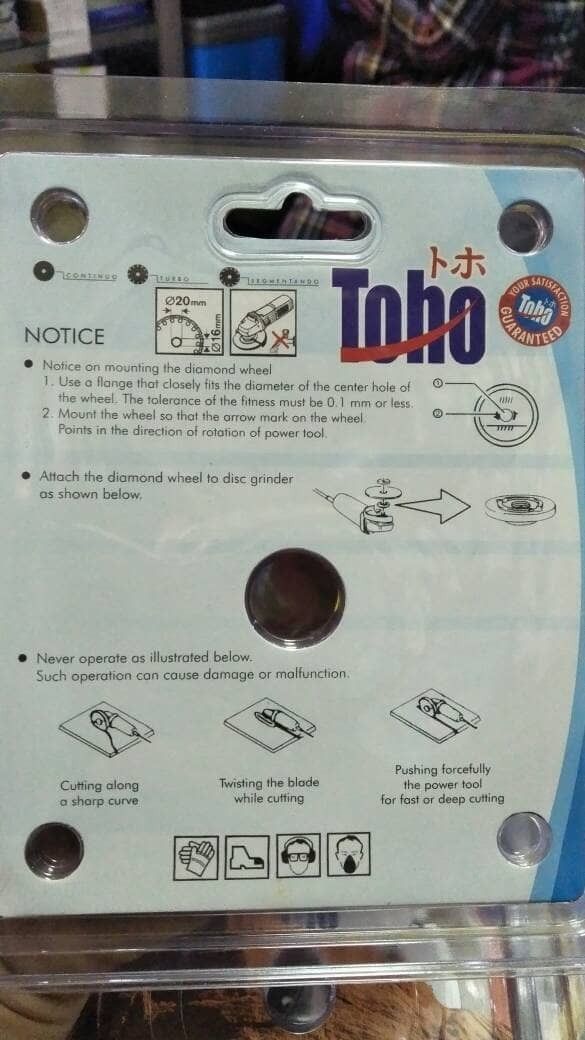 トホ
Toho
YOUR SATISFACTION
トホ
Toho
GUARANTEED
CONTINUO
TURBO
SEGMENTANDO
Ø20mm
Ø16mm
NOTICE
● Notice on mounting the diamond wheel
1. Use a flange that closely fits the diameter of the center hole of
the wheel. The tolerance of the fitness must be 0.1 mm or less.
2. Mount the wheel so that the arrow mark on the wheel.
Points in the direction of rotation of power tool.
①
②
● Attach the diamond wheel to disc grinder
as shown below.
● Never operate as illustrated below.
Such operation can cause damage or malfunction.
Cutting along
a sharp curve
Twisting the blade
while cutting
Pushing forcefully
the power tool
for fast or deep cutting